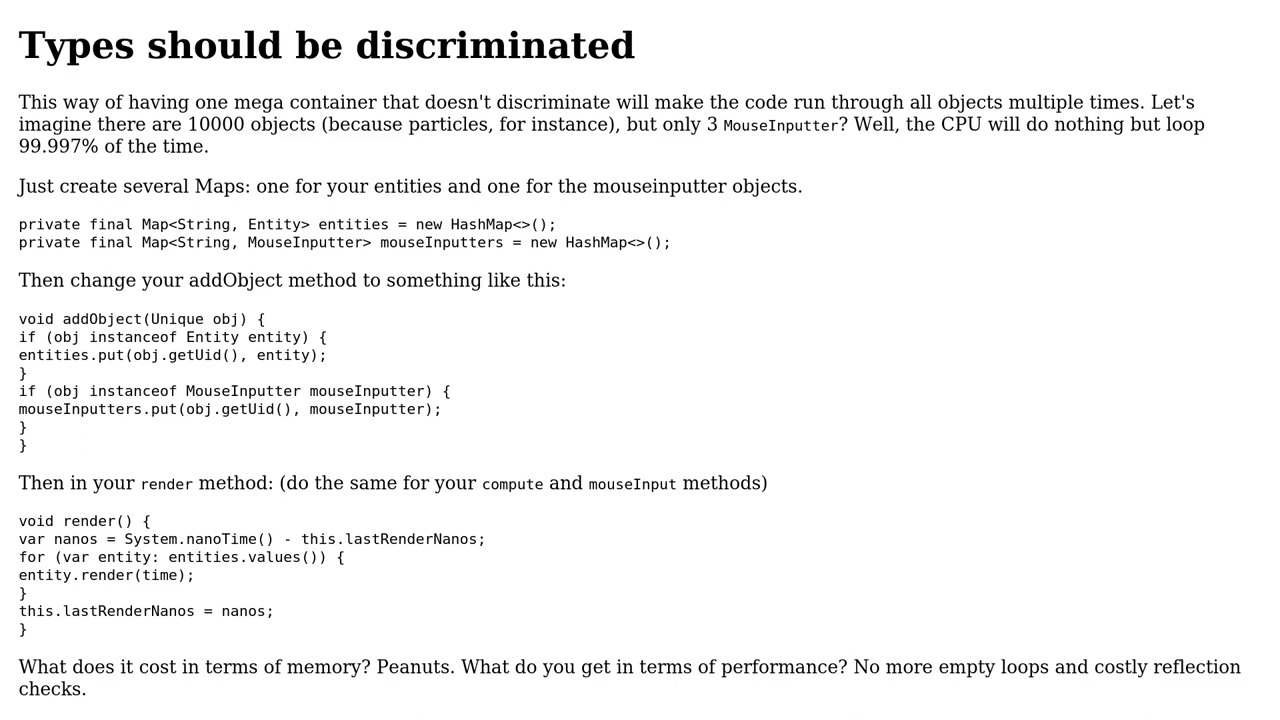 Types should be discriminated
This way of having one mega container that doesn't discriminate will make the code run through all objects multiple times. Let's
imagine there are 10000 objects (because particles, for instance), but only 3 MouseInputter? Well, the CPU will do nothing but loop
99.997% of the time.
Just create several Maps: one for your entities and one for the mouseinputter objects.
private final Map<String, Entity> entities = new HashMap<>();
private final Map<String, MouseInputter> mouseInputters = new HashMap<>();
Then change your addObject method to something like this:
void addObject(Unique obj) {
if (obj instanceof Entity entity) {
entities.put(obj.getUid(), entity);
}
if (obj instanceof MouseInputter mouseInputter) {
mouseInputters.put(obj.getUid(), mouseInputter);
}
}
Then in your render method: (do the same for your compute and mouseInput methods)
void render() {
var nanos = System.nanoTime() - this.lastRenderNanos;
for (var entity: entities.values()) {
entity.render(time);
}
this.lastRenderNanos = nanos;
}
What does it cost in terms of memory? Peanuts. What do you get in terms of performance? No more empty loops and costly reflection
checks.